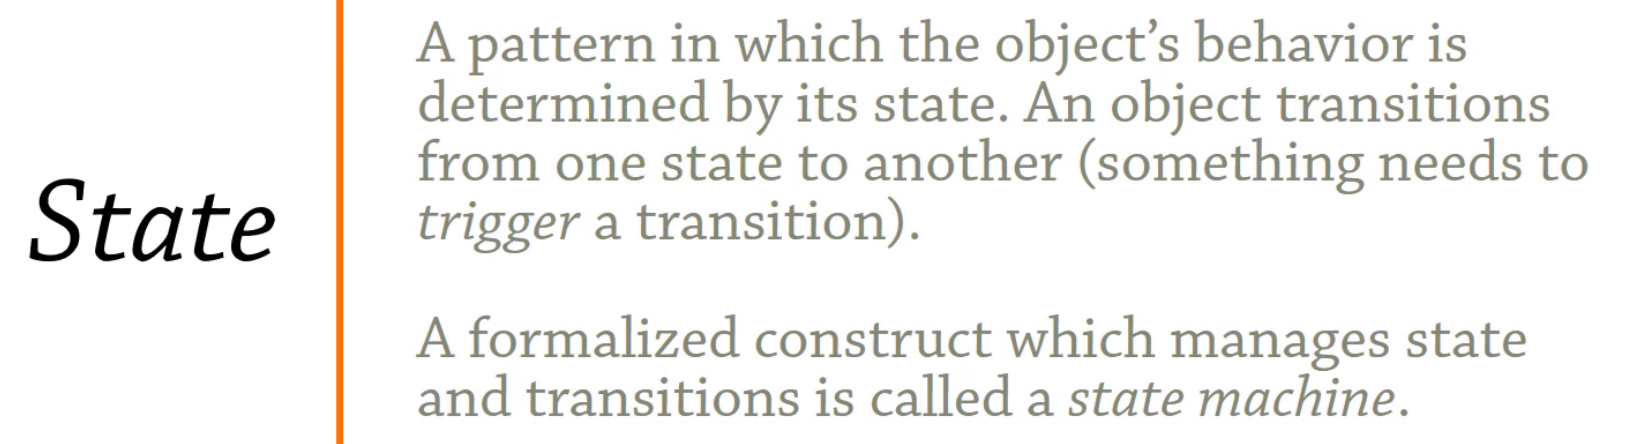 State
A pattern in which the object’s behavior is
determined by its state. An object transitions
from one state to another (something needs to
trigger a transition).
A formalized construct which manages state
and transitions is called a state machine.